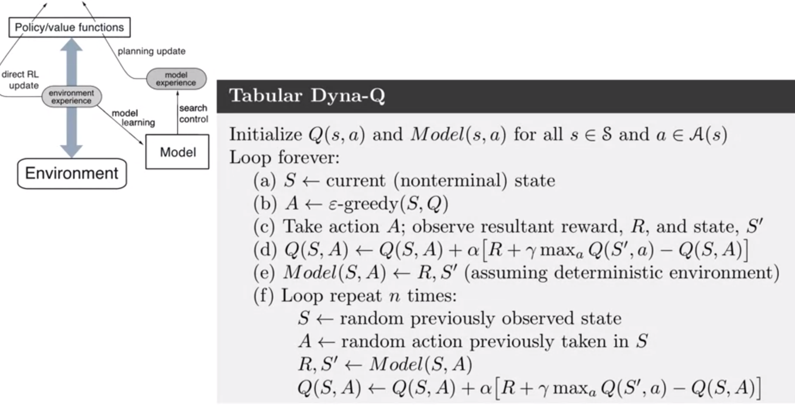 Policy/value functions
planning update
direct RL
update
model
experience
environment
experience
model
learning
search
control
Model
Environment
Tabular Dyna-Q
Initialize Q(s, a) and Model(s, a) for all s ∈ 𝒮 and a ∈ 𝒜(s)
Loop forever:
(a) S ← current (nonterminal) state
(b) A ← ε-greedy(S, Q)
(c) Take action A; observe resultant reward, R, and state, S′
(d) Q(S, A) ← Q(S, A) + α[R + γ maxₐ Q(S′, a) − Q(S, A)]
(e) Model(S, A) ← R, S′ (assuming deterministic environment)
(f) Loop repeat n times:
S ← random previously observed state
A ← random action previously taken in S
R, S′ ← Model(S, A)
Q(S, A) ← Q(S, A) + α[R + γ maxₐ Q(S′, a) − Q(S, A)]